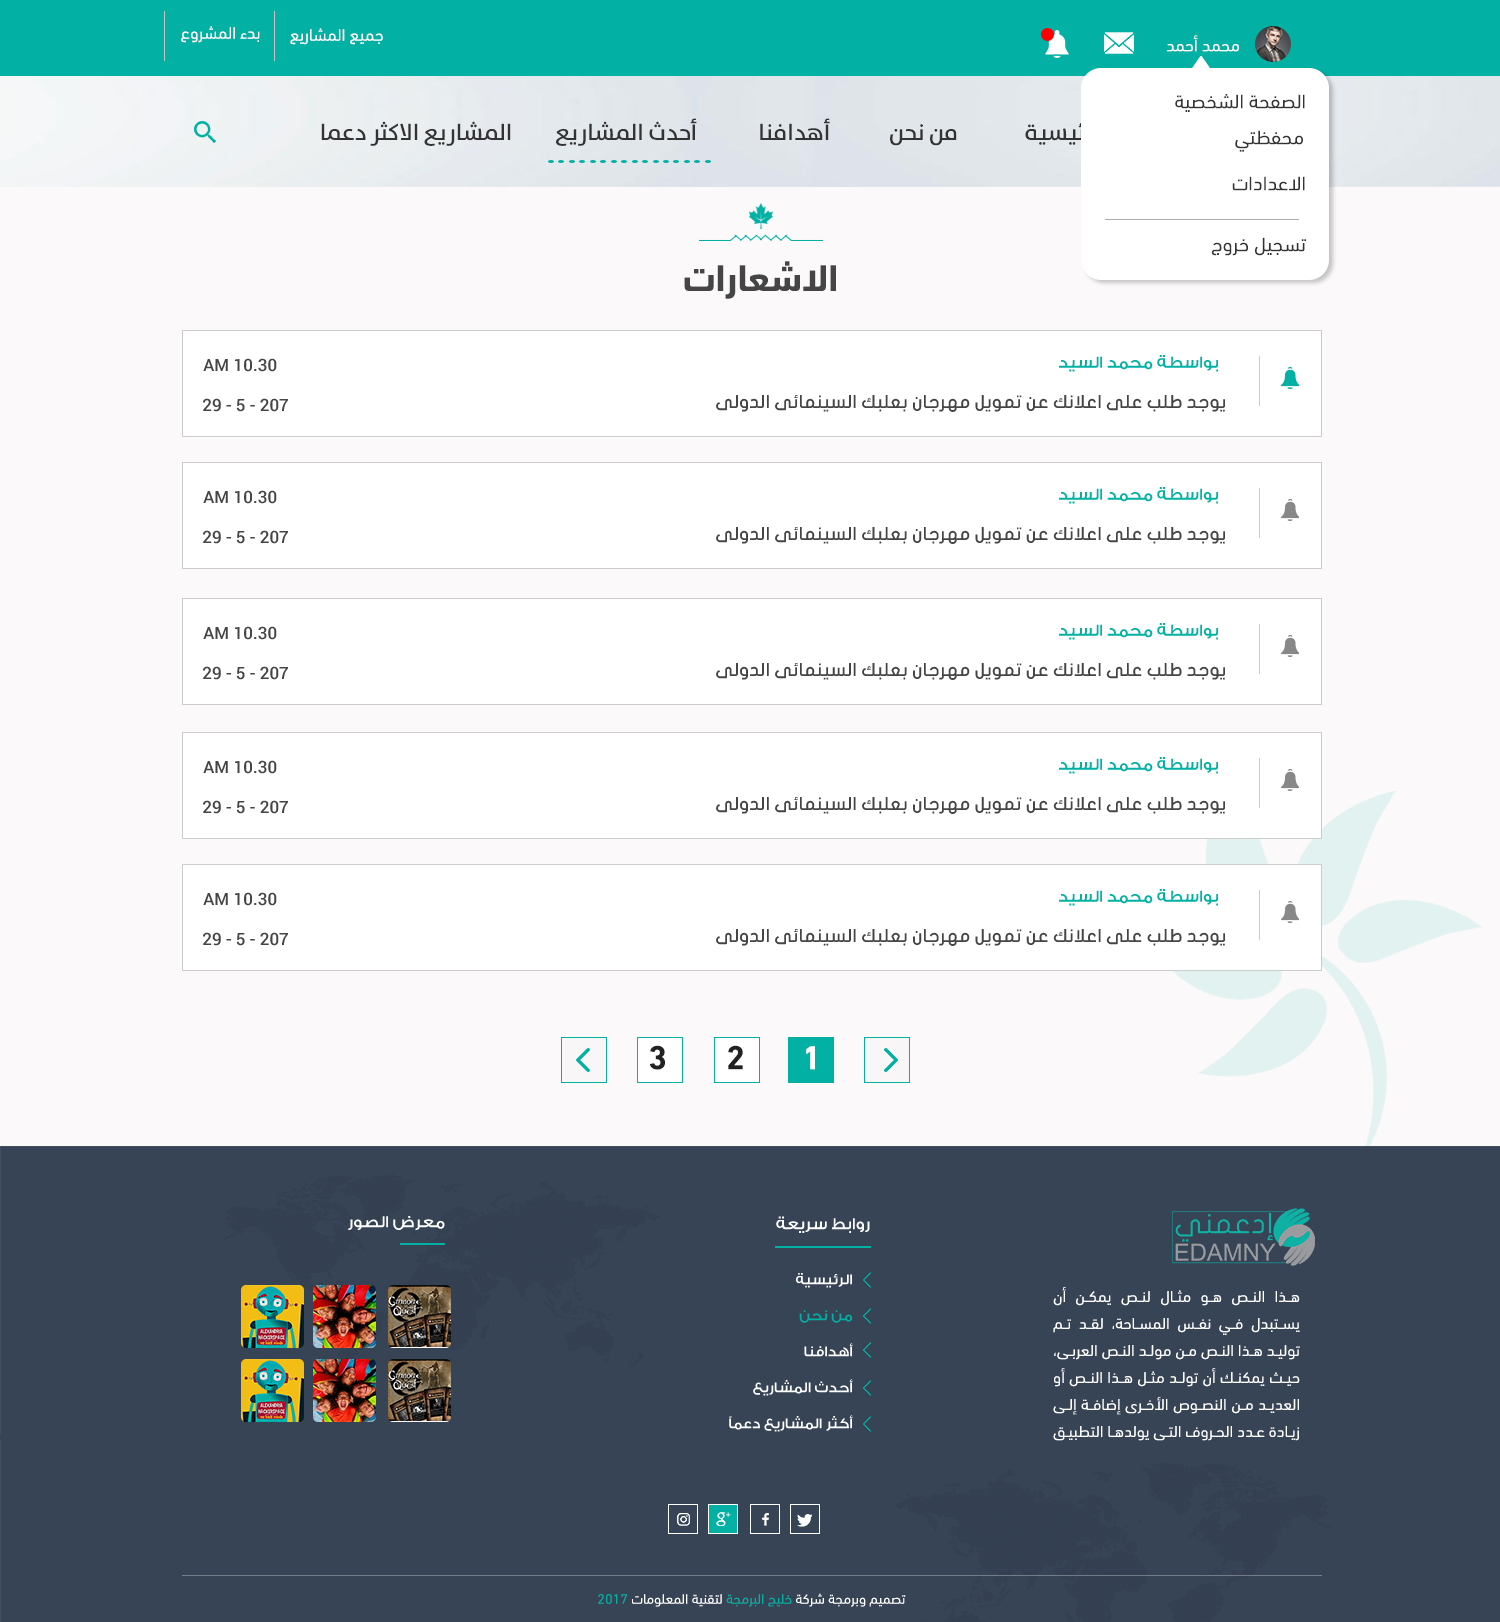 محمد أحمد
جميع المشاريع
بدء المشروع
الصفحة الشخصية
محفظتي
الاعدادات
تسجيل خروج
من نحن
أهدافنا
أحدث المشاريع
المشاريع الاكثر دعما
الاشعارات
بواسطة محمد السيد
AM 10.30
يوجد طلب على اعلانك عن تمويل مهرجان بعلبك السينمائى الدولى
29 - 5 - 207
بواسطة محمد السيد
AM 10.30
يوجد طلب على اعلانك عن تمويل مهرجان بعلبك السينمائى الدولى
29 - 5 - 207
بواسطة محمد السيد
AM 10.30
يوجد طلب على اعلانك عن تمويل مهرجان بعلبك السينمائى الدولى
29 - 5 - 207
بواسطة محمد السيد
AM 10.30
يوجد طلب على اعلانك عن تمويل مهرجان بعلبك السينمائى الدولى
29 - 5 - 207
بواسطة محمد السيد
AM 10.30
يوجد طلب على اعلانك عن تمويل مهرجان بعلبك السينمائى الدولى
29 - 5 - 207
1 2 3
إدعمني
EDAMNY
هذا النص هو مثال لنص يمكن أن
يستبدل في نفس المساحة، لقد تم
توليد هذا النص من مولد النص العربى،
حيث يمكنك أن تولد مثل هذا النص أو
العديد من النصوص الأخرى إضافة إلى
زيادة عدد الحروف التى يولدها التطبيق
روابط سريعة
الرئيسية
من نحن
أهدافنا
أحدث المشاريع
أكثر المشاريع دعماً
معرض الصور
تصميم وبرمجة شركة خليج البرمجة لتقنية المعلومات 2017